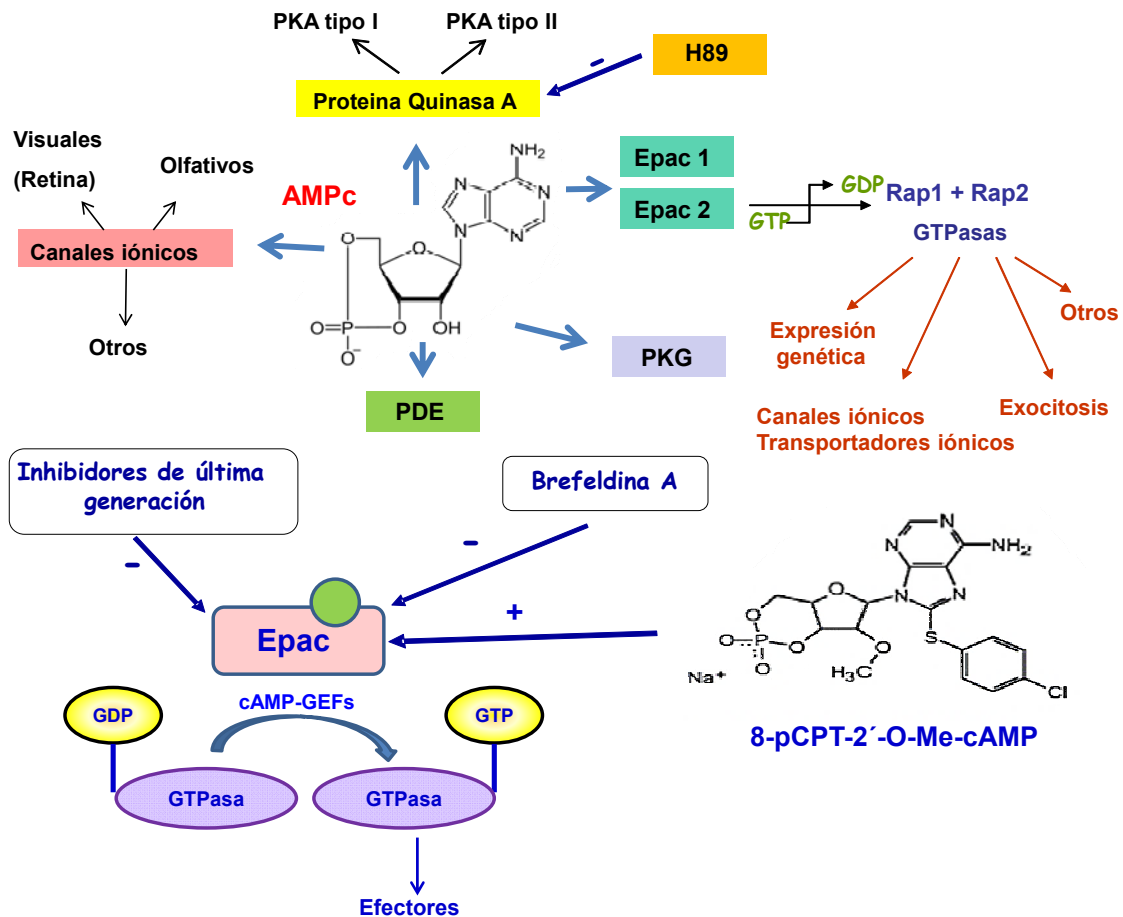 PKA tipo I
PKA tipo II
H89
-
Proteina Quinasa A
Visuales
(Retina)
Olfativos
AMPc
NH2
N
N
N
N
Epac 1
Epac 2
GDP
GTP
Rap1 + Rap2
GTPasas
Canales iónicos
O
O
O=P
O
O-
OH
Otros
PKG
PDE
Expresión
genética
Otros
Canales iónicos
Transportadores iónicos
Exocitosis
Inhibidores de última
generación
Brefeldina A
-
-
+
Epac
N
N
NH2
N
N
O
O
O
P
O
O
S
H3C
O
Na+
Cl
8-pCPT-2´-O-Me-cAMP
cAMP-GEFs
GDP
GTP
GTPasa
GTPasa
Efectores